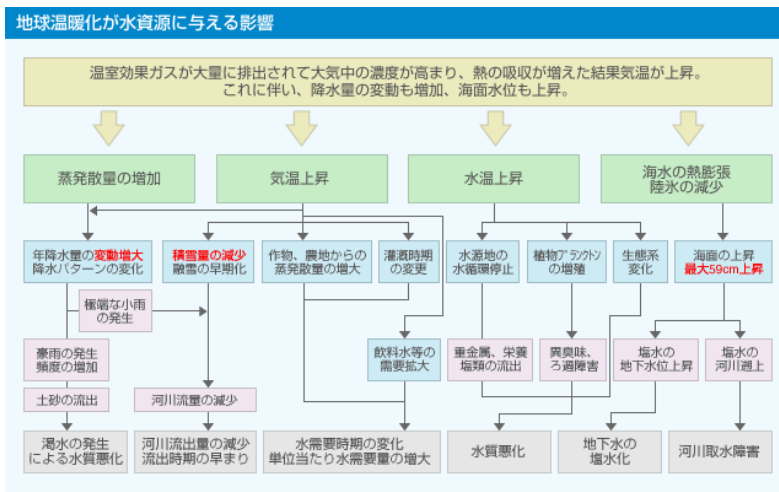 地球温暖化が水資源に与える影響
温室効果ガスが大量に排出されて大気中の濃度が高まり、熱の吸収が増えた結果気温が上昇。
これに伴い、降水量の変動も増加、海面水位も上昇。
蒸発散量の増加
気温上昇
水温上昇
海水の熱膨張
陸氷の減少
年降水量の変動増大
降水パターンの変化
積雪量の減少
融雪の早期化
作物、農地からの
蒸発散量の増大
灌漑時期
の変更
水源地の
水循環停止
植物プランクトン
の増殖
生態系
変化
海面の上昇
最大59cm上昇
極端な小雨
の発生
豪雨の発生
頻度の増加
飲料水等の
需要拡大
重金属、栄養
塩類の流出
異臭味、
ろ過障害
塩水の
地下水位上昇
塩水の
河川遡上
土砂の流出
河川流量の減少
渇水の発生
による水質悪化
河川流出量の減少
流出時期の早まり
水需要時期の変化
単位当たり水需要量の増大
水質悪化
地下水の
塩水化
河川取水障害